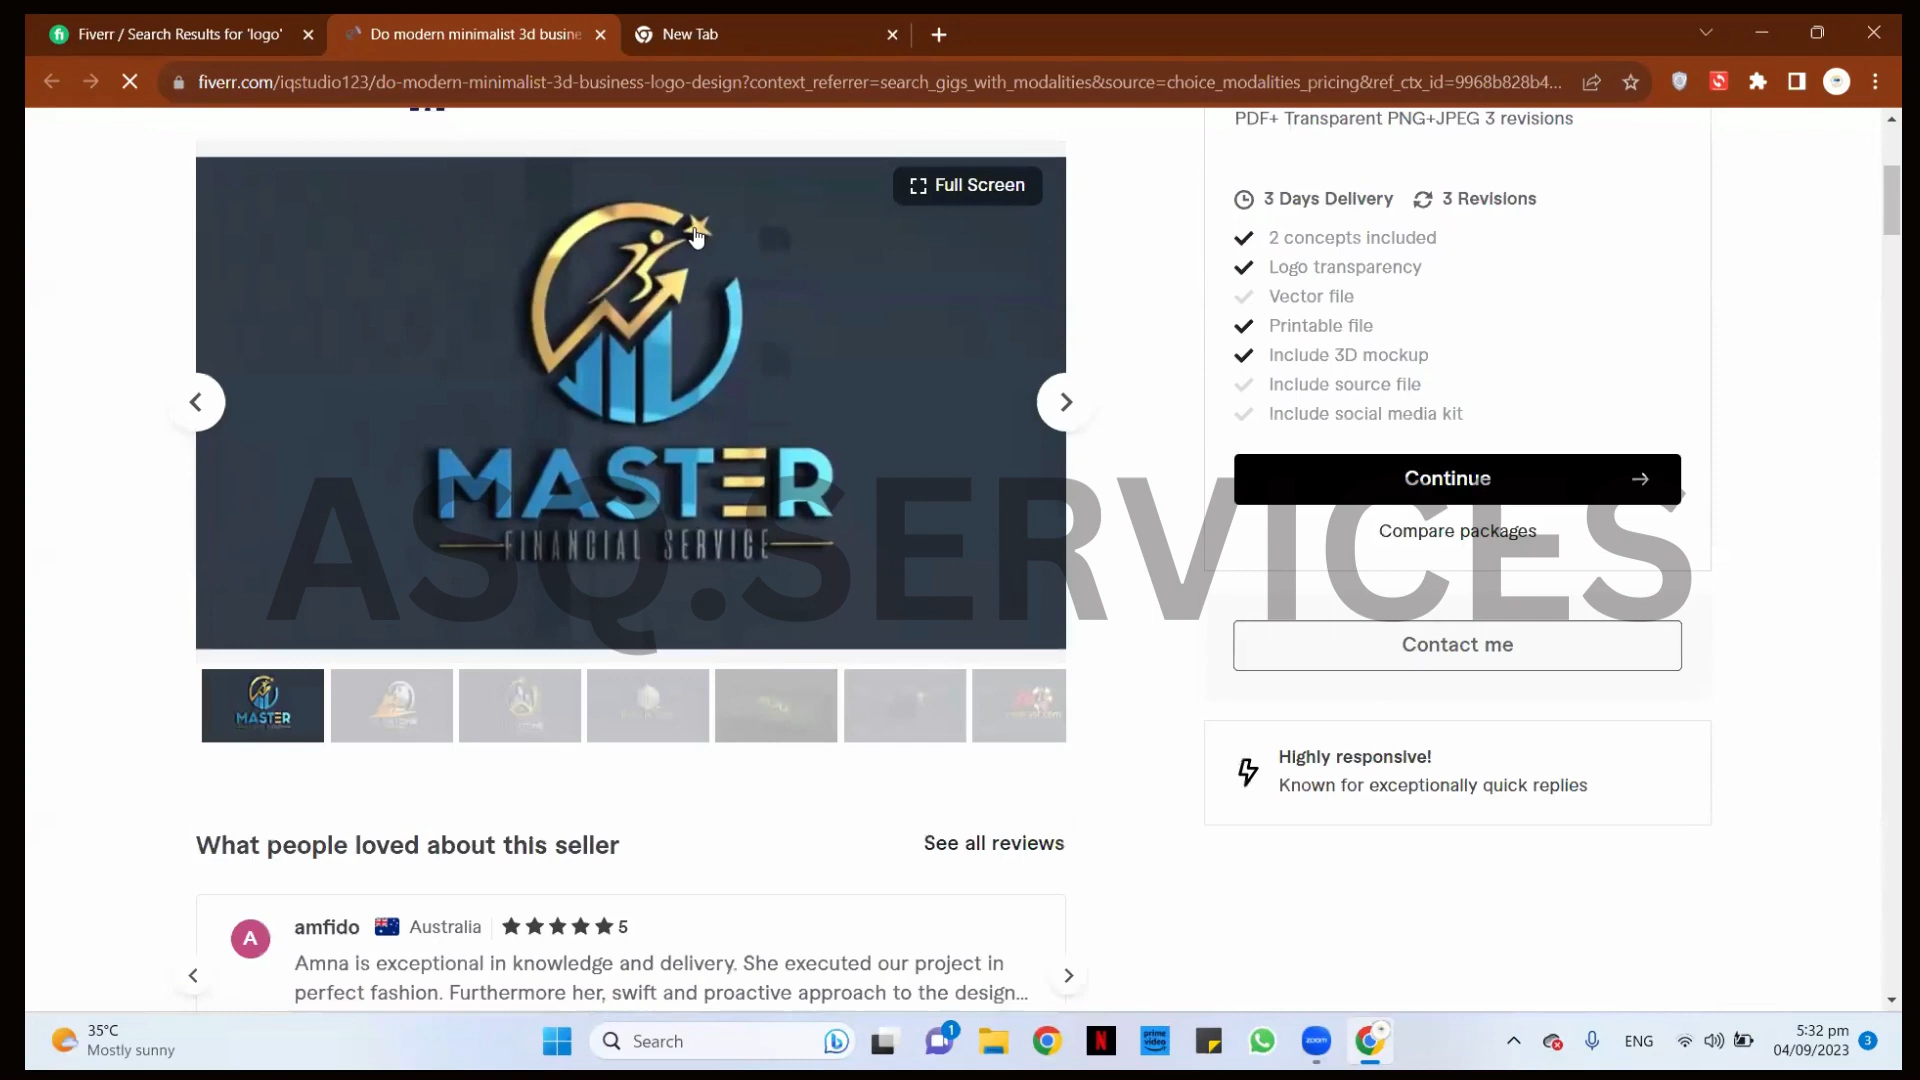 Fiverr / Search Results for 'logo'
Do modern minimalist 3d busine
New Tab
fiverr.com/iqstudio123/do-modern-minimalist-3d-business-logo-design?context_referrer=search_gigs_with_modalities&source=choice_modalities_pricing&ref_ctx_id=9968b828b4...
PDF+ Transparent PNG+JPEG 3 revisions
Full Screen
3 Days Delivery
3 Revisions
2 concepts included
Logo transparency
Vector file
Printable file
Include 3D mockup
Include source file
Include social media kit
MASTER
FINANCIAL SERVICE
Continue
Compare packages
ASQ.SERVICES
Contact me
MASTER
Highly responsive!
Known for exceptionally quick replies
What people loved about this seller
See all reviews
A
amfido
Australia
5
Amna is exceptional in knowledge and delivery. She executed our project in
perfect fashion. Furthermore her, swift and proactive approach to the design...
35°C
Mostly sunny
Search
1
N
prime video
zoom
ENG
5:32 pm
04/09/2023
3